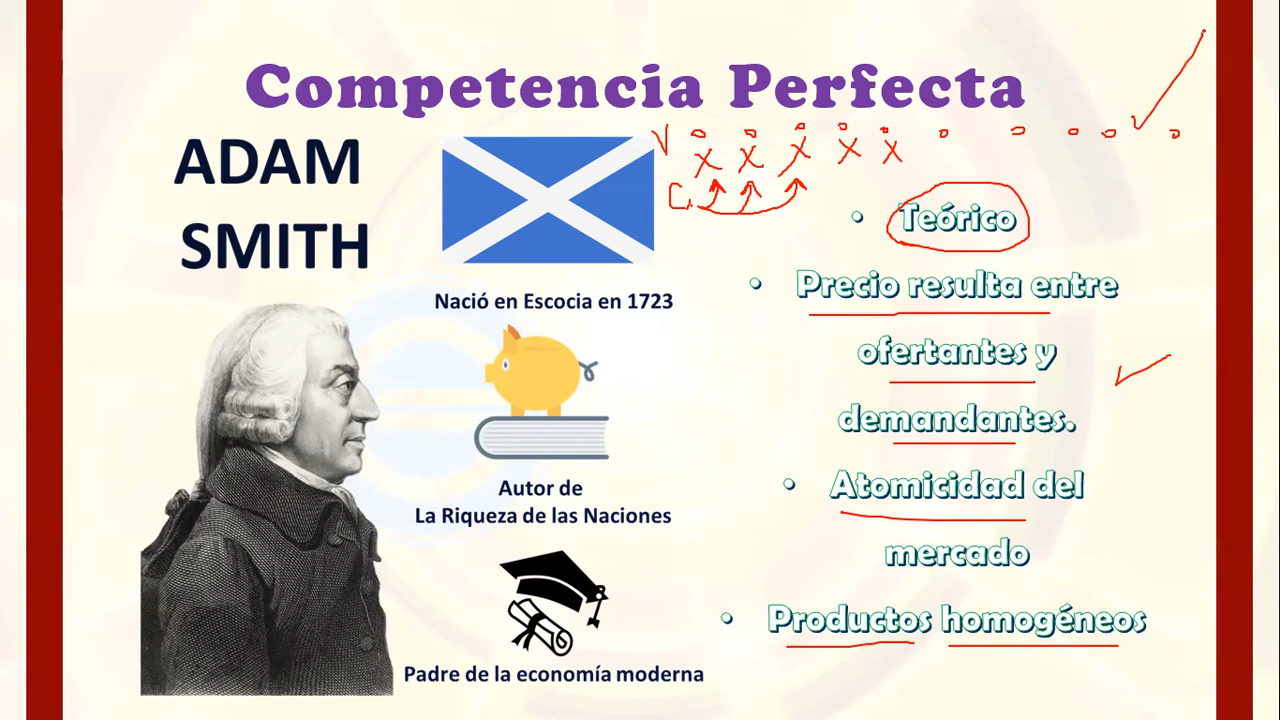 Competencia Perfecta
ADAM
SMITH
V
C
Nació en Escocia en 1723
Autor de
La Riqueza de las Naciones
Padre de la economía moderna
• Teórico
• Precio resulta entre
ofertantes y
demandantes.
• Atomicidad del
mercado
• Productos homogéneos